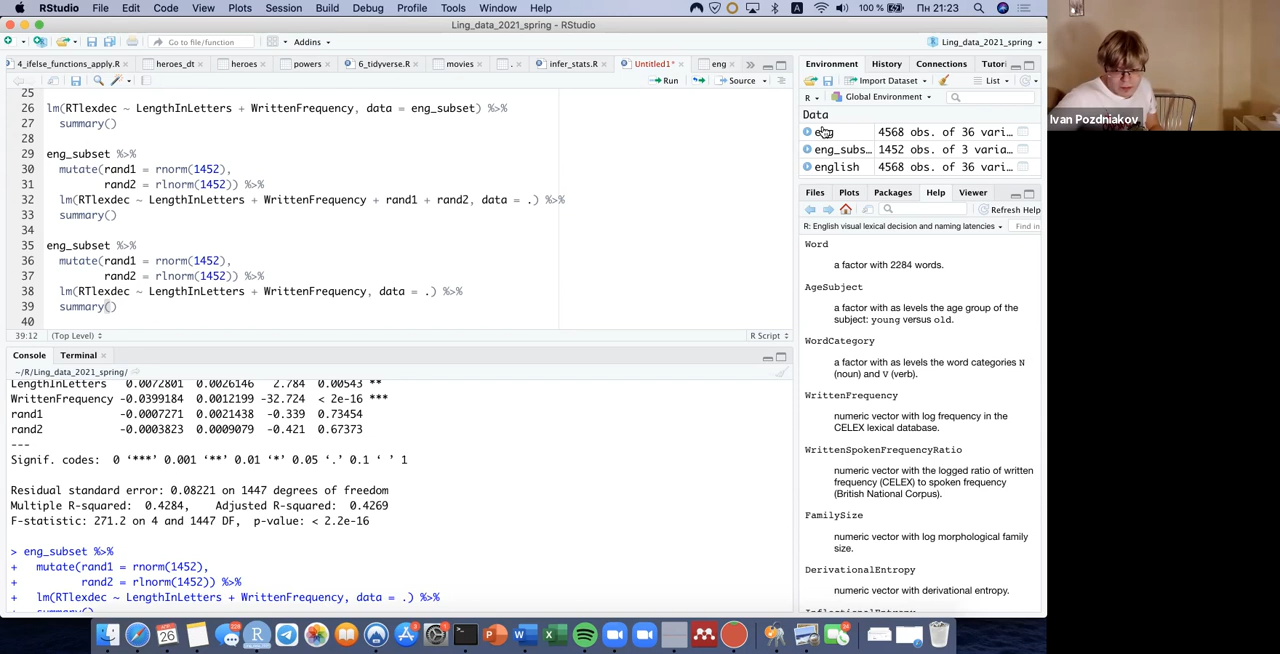 RStudio File Edit Code View Plots Session Build Debug Profile Tools Window Help A 100 % Пн 21:23
Ling_data_2021_spring - RStudio
Go to file/function Addins Ling_data_2021_spring
4_ifelse_functions_apply.R heroes_dt heroes powers 6_tidyverse.R movies . infer_stats.R Untitled1* eng
Run Source
25
26 lm(RTlexdec ~ LengthInLetters + WrittenFrequency, data = eng_subset) %>%
27 summary()
28
29 eng_subset %>%
30 mutate(rand1 = rnorm(1452),
31 rand2 = rlnorm(1452)) %>%
32 lm(RTlexdec ~ LengthInLetters + WrittenFrequency + rand1 + rand2, data = .) %>%
33 summary()
34
35 eng_subset %>%
36 mutate(rand1 = rnorm(1452),
37 rand2 = rlnorm(1452)) %>%
38 lm(RTlexdec ~ LengthInLetters + WrittenFrequency, data = .) %>%
39 summary()
40
39:12 (Top Level) R Script
Console Terminal
~/R/Ling_data_2021_spring/
LengthInLetters 0.0072801 0.0026146 2.784 0.00543 **
WrittenFrequency -0.0399184 0.0012199 -32.724 < 2e-16 ***
rand1 -0.0007271 0.0021438 -0.339 0.73454
rand2 -0.0003823 0.0009079 -0.421 0.67373
---
Signif. codes: 0 ‘***’ 0.001 ‘**’ 0.01 ‘*’ 0.05 ‘.’ 0.1 ‘ ’ 1
Residual standard error: 0.08221 on 1447 degrees of freedom
Multiple R-squared: 0.4284, Adjusted R-squared: 0.4269
F-statistic: 271.2 on 4 and 1447 DF, p-value: < 2.2e-16
> eng_subset %>%
+ mutate(rand1 = rnorm(1452),
+ rand2 = rlnorm(1452)) %>%
+ lm(RTlexdec ~ LengthInLetters + WrittenFrequency, data = .) %>%
+ summary()
Environment History Connections Tutori
Import Dataset List
R Global Environment
Data
eng 4568 obs. of 36 vari...
eng_subs... 1452 obs. of 3 varia...
english 4568 obs. of 36 vari...
Files Plots Packages Help Viewer
Refresh Help
R: English visual lexical decision and naming latencies Find in
Word
a factor with 2284 words.
AgeSubject
a factor with as levels the age group of the
subject: young versus old.
WordCategory
a factor with as levels the word categories N
(noun) and V (verb).
WrittenFrequency
numeric vector with log frequency in the
CELEX lexical database.
WrittenSpokenFrequencyRatio
numeric vector with the logged ratio of written
frequency (CELEX) to spoken frequency
(British National Corpus).
FamilySize
numeric vector with log morphological family
size.
DerivationalEntropy
numeric vector with derivational entropy.
InflectionalEntropy
Ivan Pozdniakov